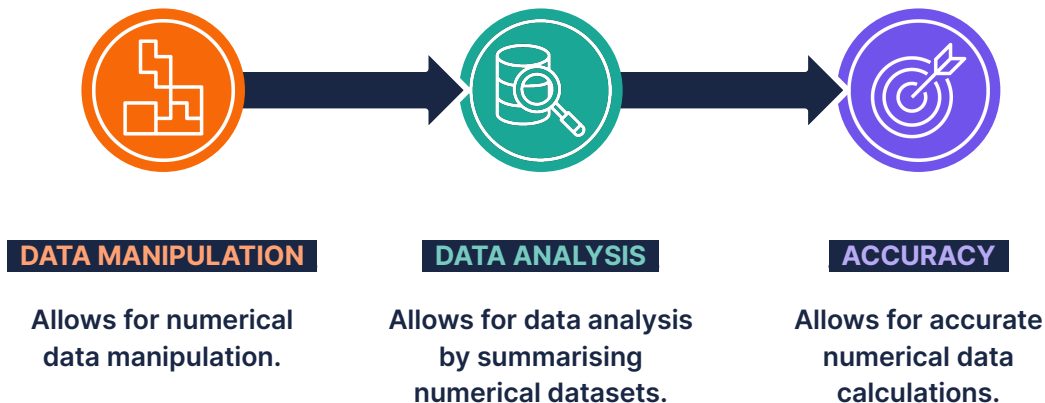 DATA MANIPULATION
Allows for numerical
data manipulation.
DATA ANALYSIS
Allows for data analysis
by summarising
numerical datasets.
ACCURACY
Allows for accurate
numerical data
calculations.